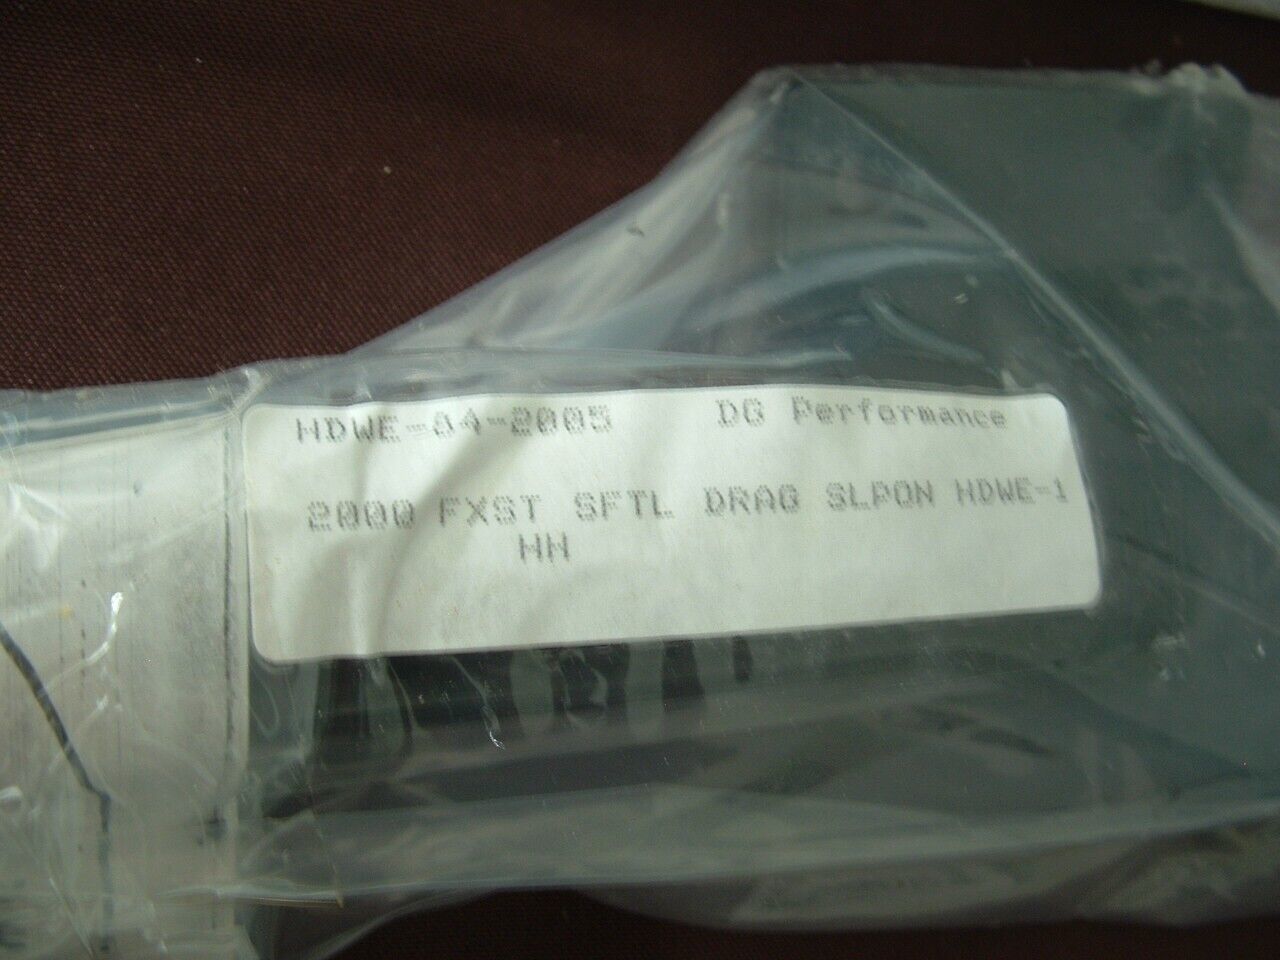 HDWE-04-2005 DG Performance
2000 FXST SFTL DRAG SLPON HDWE-1
HH